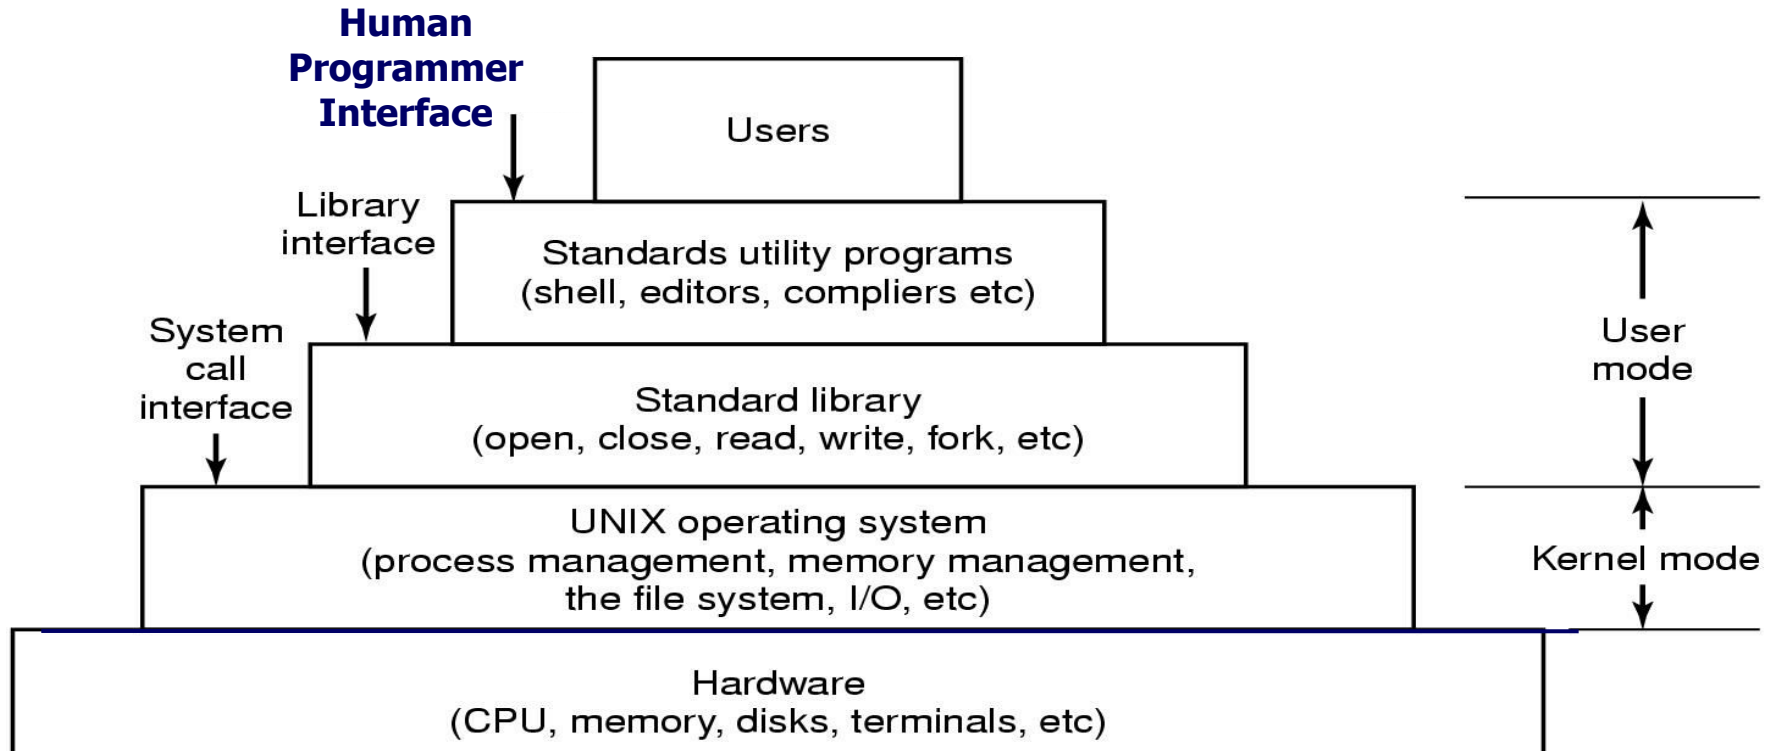 Human
Programmer
Interface
Users
Library
interface
Standards utility programs
(shell, editors, compliers etc)
System
call
interface
User
mode
Standard library
(open, close, read, write, fork, etc)
UNIX operating system
(process management, memory management,
the file system, I/O, etc)
Kernel mode
Hardware
(CPU, memory, disks, terminals, etc)